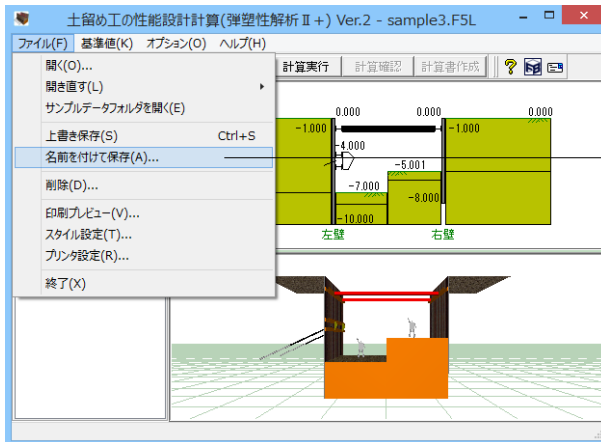 土留め工の性能設計計算(弾塑性解析Ⅱ+) Ver.2 - sample3.F5L
ファイル(F) 基準値(K) オプション(O) ヘルプ(H)
開く(O)...
計算実行 計算確認 計算書作成 ?
開き直す(L)
サンプルデータフォルダを開く(E)
上書き保存(S) Ctrl+S
名前を付けて保存(A)...
削除(D)...
印刷プレビュー(V)...
スタイル設定(T)...
プリンタ設定(R)...
終了(X)
0.000 0.000 0.000
-1.000 -1.000
-4.000
-5.001
-7.000
-8.000
-10.000
左壁 右壁